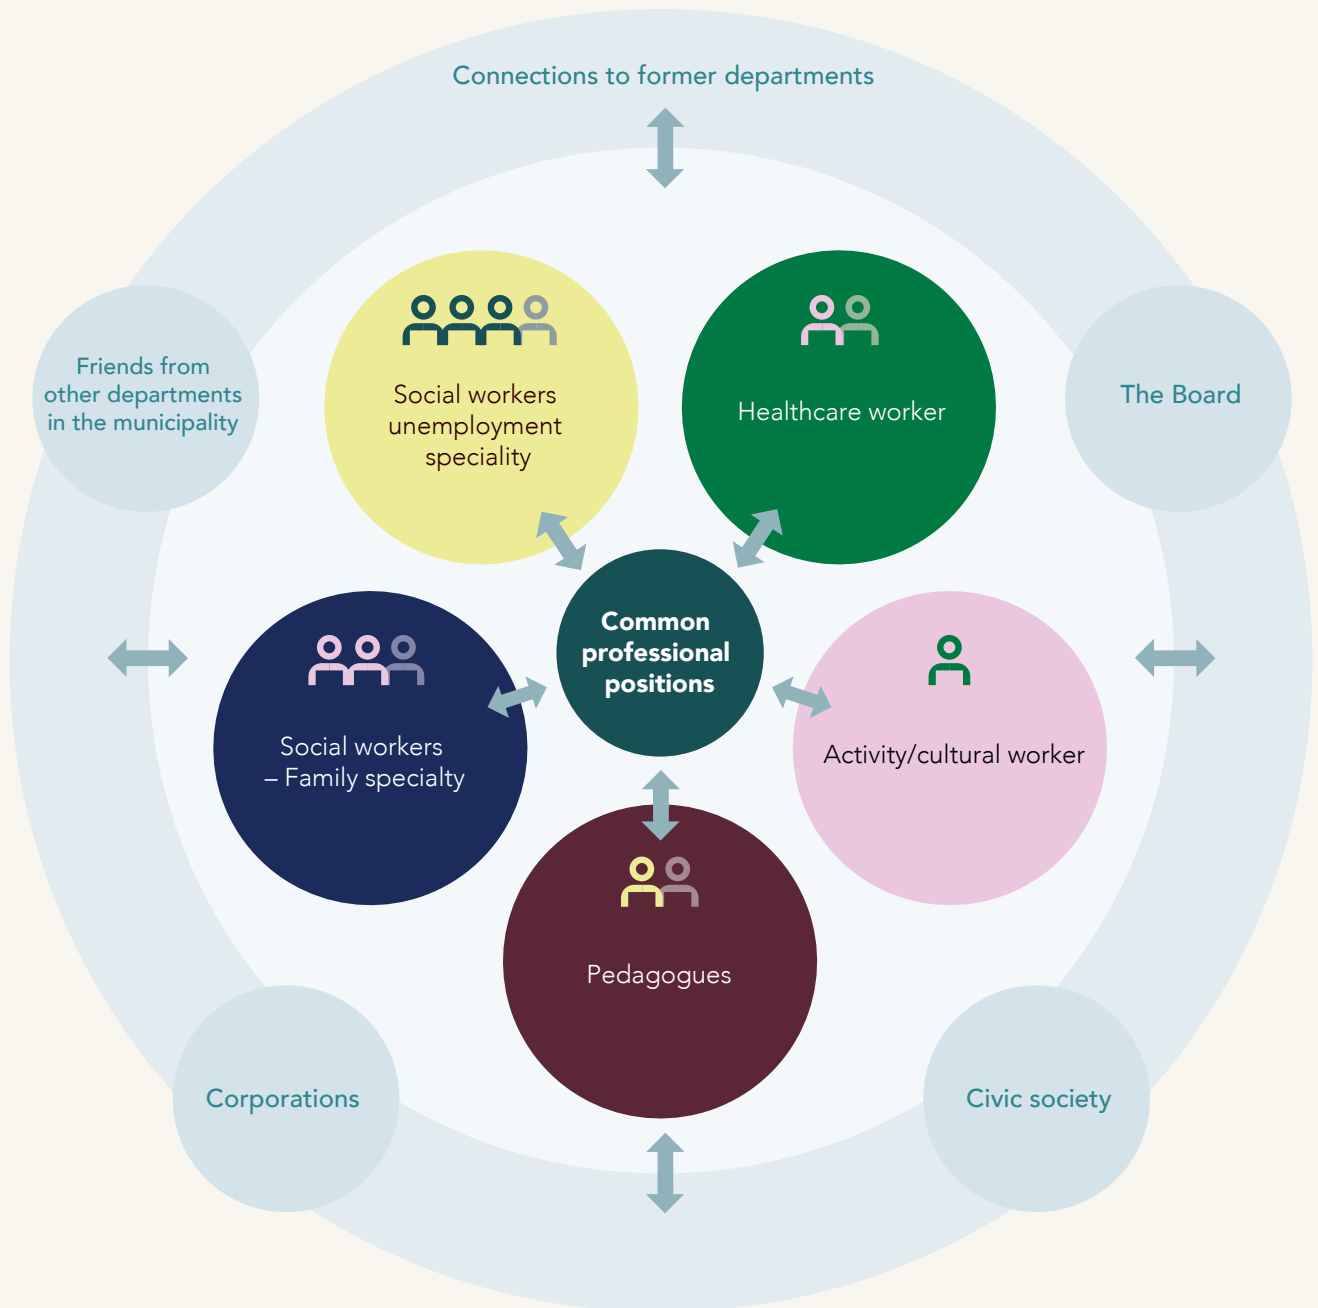 Connections to former departments
Friends from
other departments
in the municipality
Social workers
unemployment
speciality
Healthcare worker
The Board
Common
professional
positions
Social workers
– Family specialty
Activity/cultural worker
Pedagogues
Corporations
Civic society